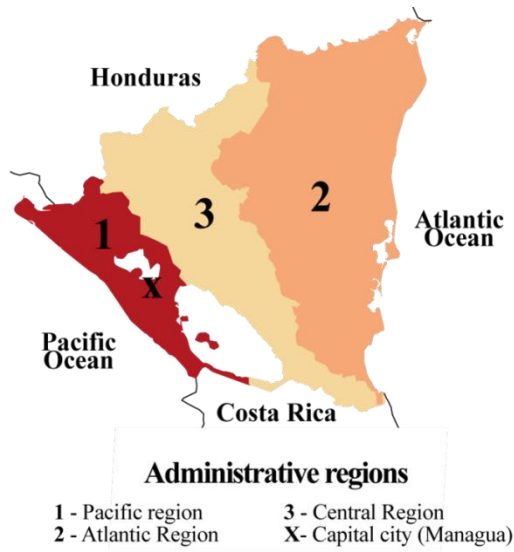 Honduras
1
3
2
X
Atlantic
Ocean
Pacific
Ocean
Costa Rica
Administrative regions
1 - Pacific region
2 - Atlantic Region
3 - Central Region
X- Capital city (Managua)